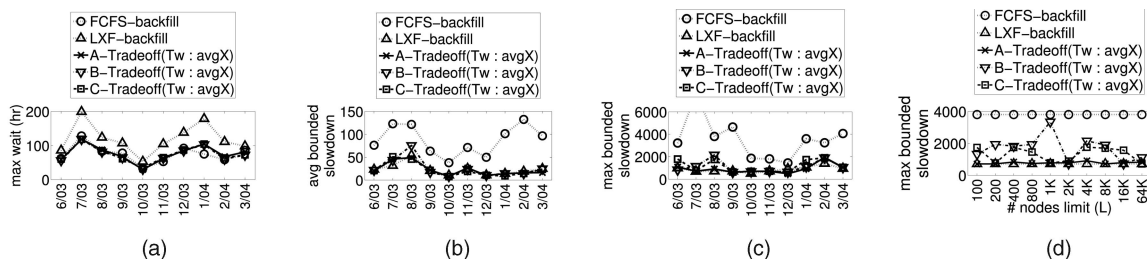 FCFS−backfill
LXF−backfill
A−Tradeoff(Tw : avgX)
B−Tradeoff(Tw : avgX)
C−Tradeoff(Tw : avgX)
max wait (hr)
200
100
0
6/03
7/03
8/03
9/03
10/03
11/03
12/03
1/04
2/04
3/04
(a)
FCFS−backfill
LXF−backfill
A−Tradeoff(Tw : avgX)
B−Tradeoff(Tw : avgX)
C−Tradeoff(Tw : avgX)
avg bounded
slowdown
150
100
50
0
6/03
7/03
8/03
9/03
10/03
11/03
12/03
1/04
2/04
3/04
(b)
FCFS−backfill
LXF−backfill
A−Tradeoff(Tw : avgX)
B−Tradeoff(Tw : avgX)
C−Tradeoff(Tw : avgX)
max bounded
slowdown
6000
4000
2000
0
6/03
7/03
8/03
9/03
10/03
11/03
12/03
1/04
2/04
3/04
(c)
FCFS−backfill
LXF−backfill
A−Tradeoff(Tw : avgX)
B−Tradeoff(Tw : avgX)
C−Tradeoff(Tw : avgX)
max bounded
slowdown
4000
2000
0
100
200
400
800
1K
2K
4K
8K
16K
64K
# nodes limit (L)
(d)